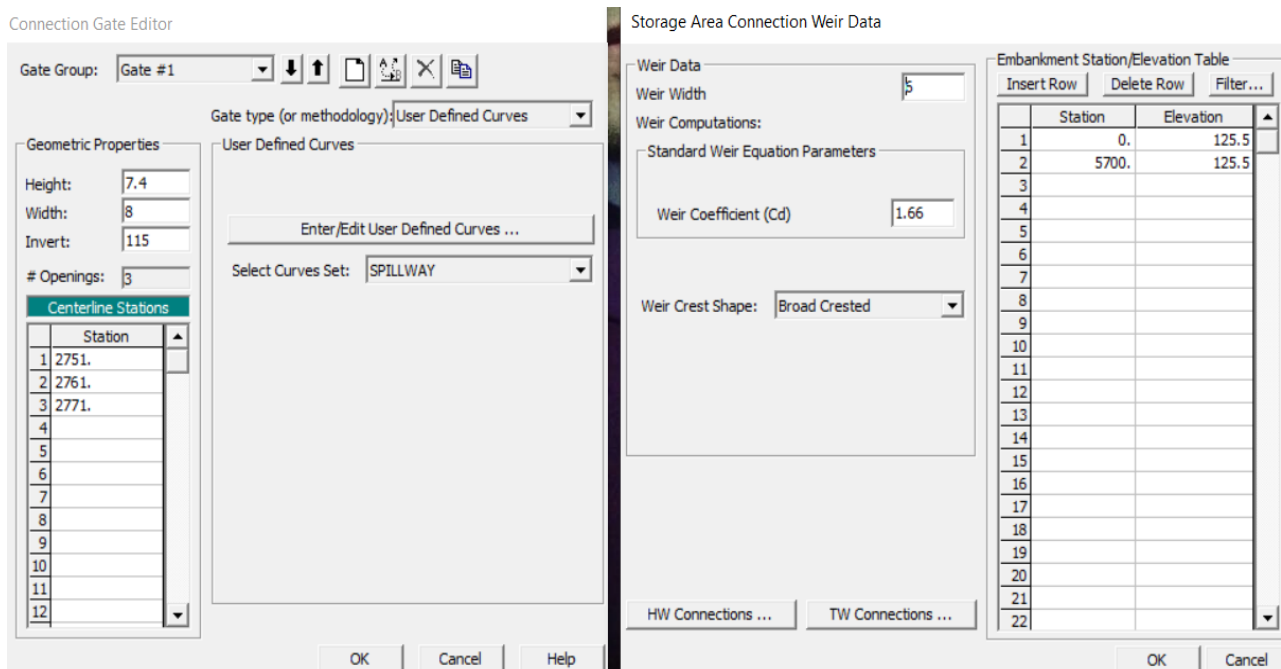 Connection Gate Editor
Gate Group: Gate #1
Gate type (or methodology): User Defined Curves
Geometric Properties
Height: 7.4
Width: 8
Invert: 115
# Openings: 3
Centerline Stations
Station
1 2751.
2 2761.
3 2771.
4
5
6
7
8
9
10
11
12
User Defined Curves
Enter/Edit User Defined Curves ...
Select Curves Set: SPILLWAY
OK Cancel Help
Storage Area Connection Weir Data
Weir Data
Weir Width 5
Weir Computations:
Standard Weir Equation Parameters
Weir Coefficient (Cd) 1.66
Weir Crest Shape: Broad Crested
HW Connections ... TW Connections ...
Embankment Station/Elevation Table
Insert Row Delete Row Filter...
Station Elevation
1 0. 125.5
2 5700. 125.5
3
4
5
6
7
8
9
10
11
12
13
14
15
16
17
18
19
20
21
22
OK Cancel